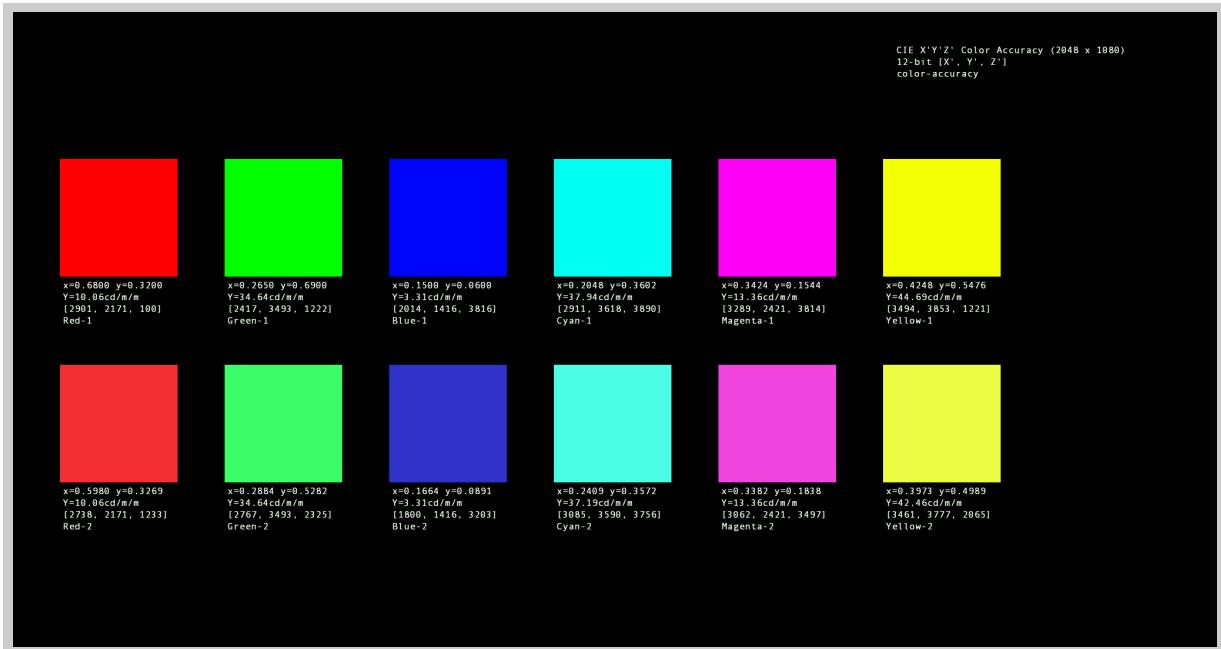 CIE X'Y'Z' Color Accuracy (2048 x 1080)
12-bit [X', Y', Z']
color-accuracy
x=0.6800 y=0.3200
Y=10.06cd/m/m
[2901, 2171, 100]
Red-1
x=0.2650 y=0.6900
Y=34.64cd/m/m
[2417, 3493, 1222]
Green-1
x=0.1500 y=0.0600
Y=3.31cd/m/m
[2014, 1416, 3816]
Blue-1
x=0.2048 y=0.3602
Y=37.94cd/m/m
[2911, 3618, 3890]
Cyan-1
x=0.3424 y=0.1544
Y=13.36cd/m/m
[3289, 2421, 3814]
Magenta-1
x=0.4248 y=0.5476
Y=44.69cd/m/m
[3494, 3853, 1221]
Yellow-1
x=0.5980 y=0.3269
Y=10.06cd/m/m
[2738, 2171, 1233]
Red-2
x=0.2884 y=0.5282
Y=34.64cd/m/m
[2767, 3493, 2325]
Green-2
x=0.1664 y=0.0891
Y=3.31cd/m/m
[1800, 1416, 3203]
Blue-2
x=0.2409 y=0.3572
Y=37.19cd/m/m
[3085, 3590, 3756]
Cyan-2
x=0.3382 y=0.1838
Y=13.36cd/m/m
[3062, 2421, 3497]
Magenta-2
x=0.3973 y=0.4989
Y=42.46cd/m/m
[3461, 3777, 2065]
Yellow-2